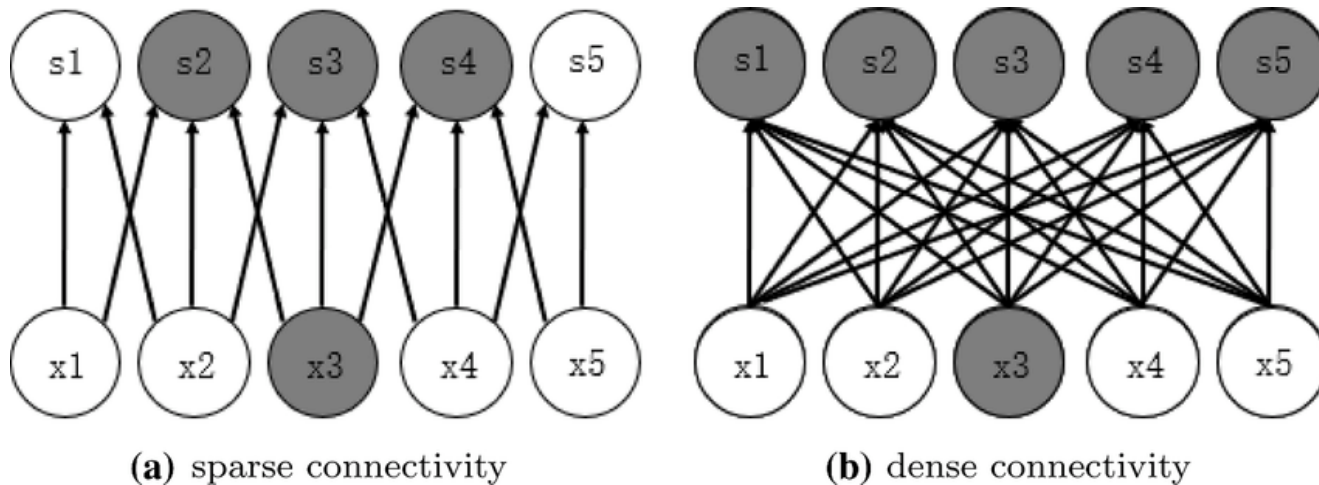 s1 s2 s3 s4 s5
x1 x2 x3 x4 x5
(a) sparse connectivity
s1 s2 s3 s4 s5
x1 x2 x3 x4 x5
(b) dense connectivity